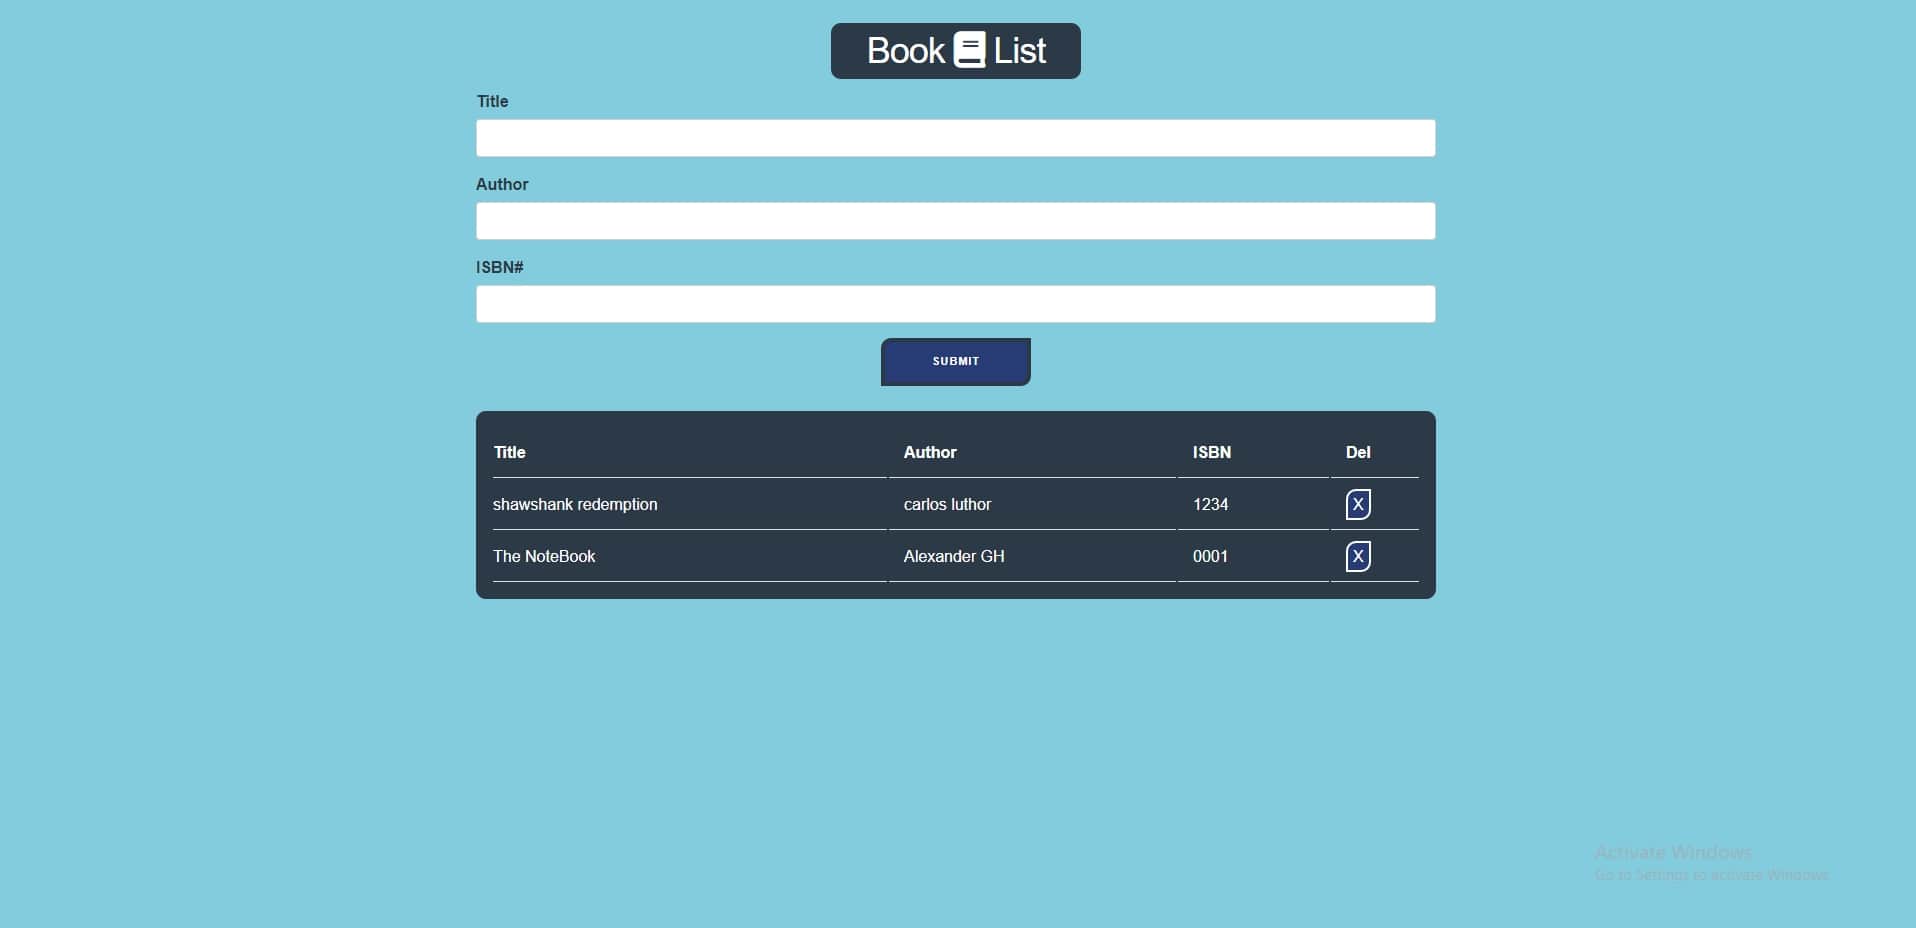 Book List
Title
Author
ISBN#
SUBMIT
Title Author ISBN Del
shawshank redemption carlos luthor 1234 X
The NoteBook Alexander GH 0001 X
Activate Windows
Go to Settings to activate Windows.